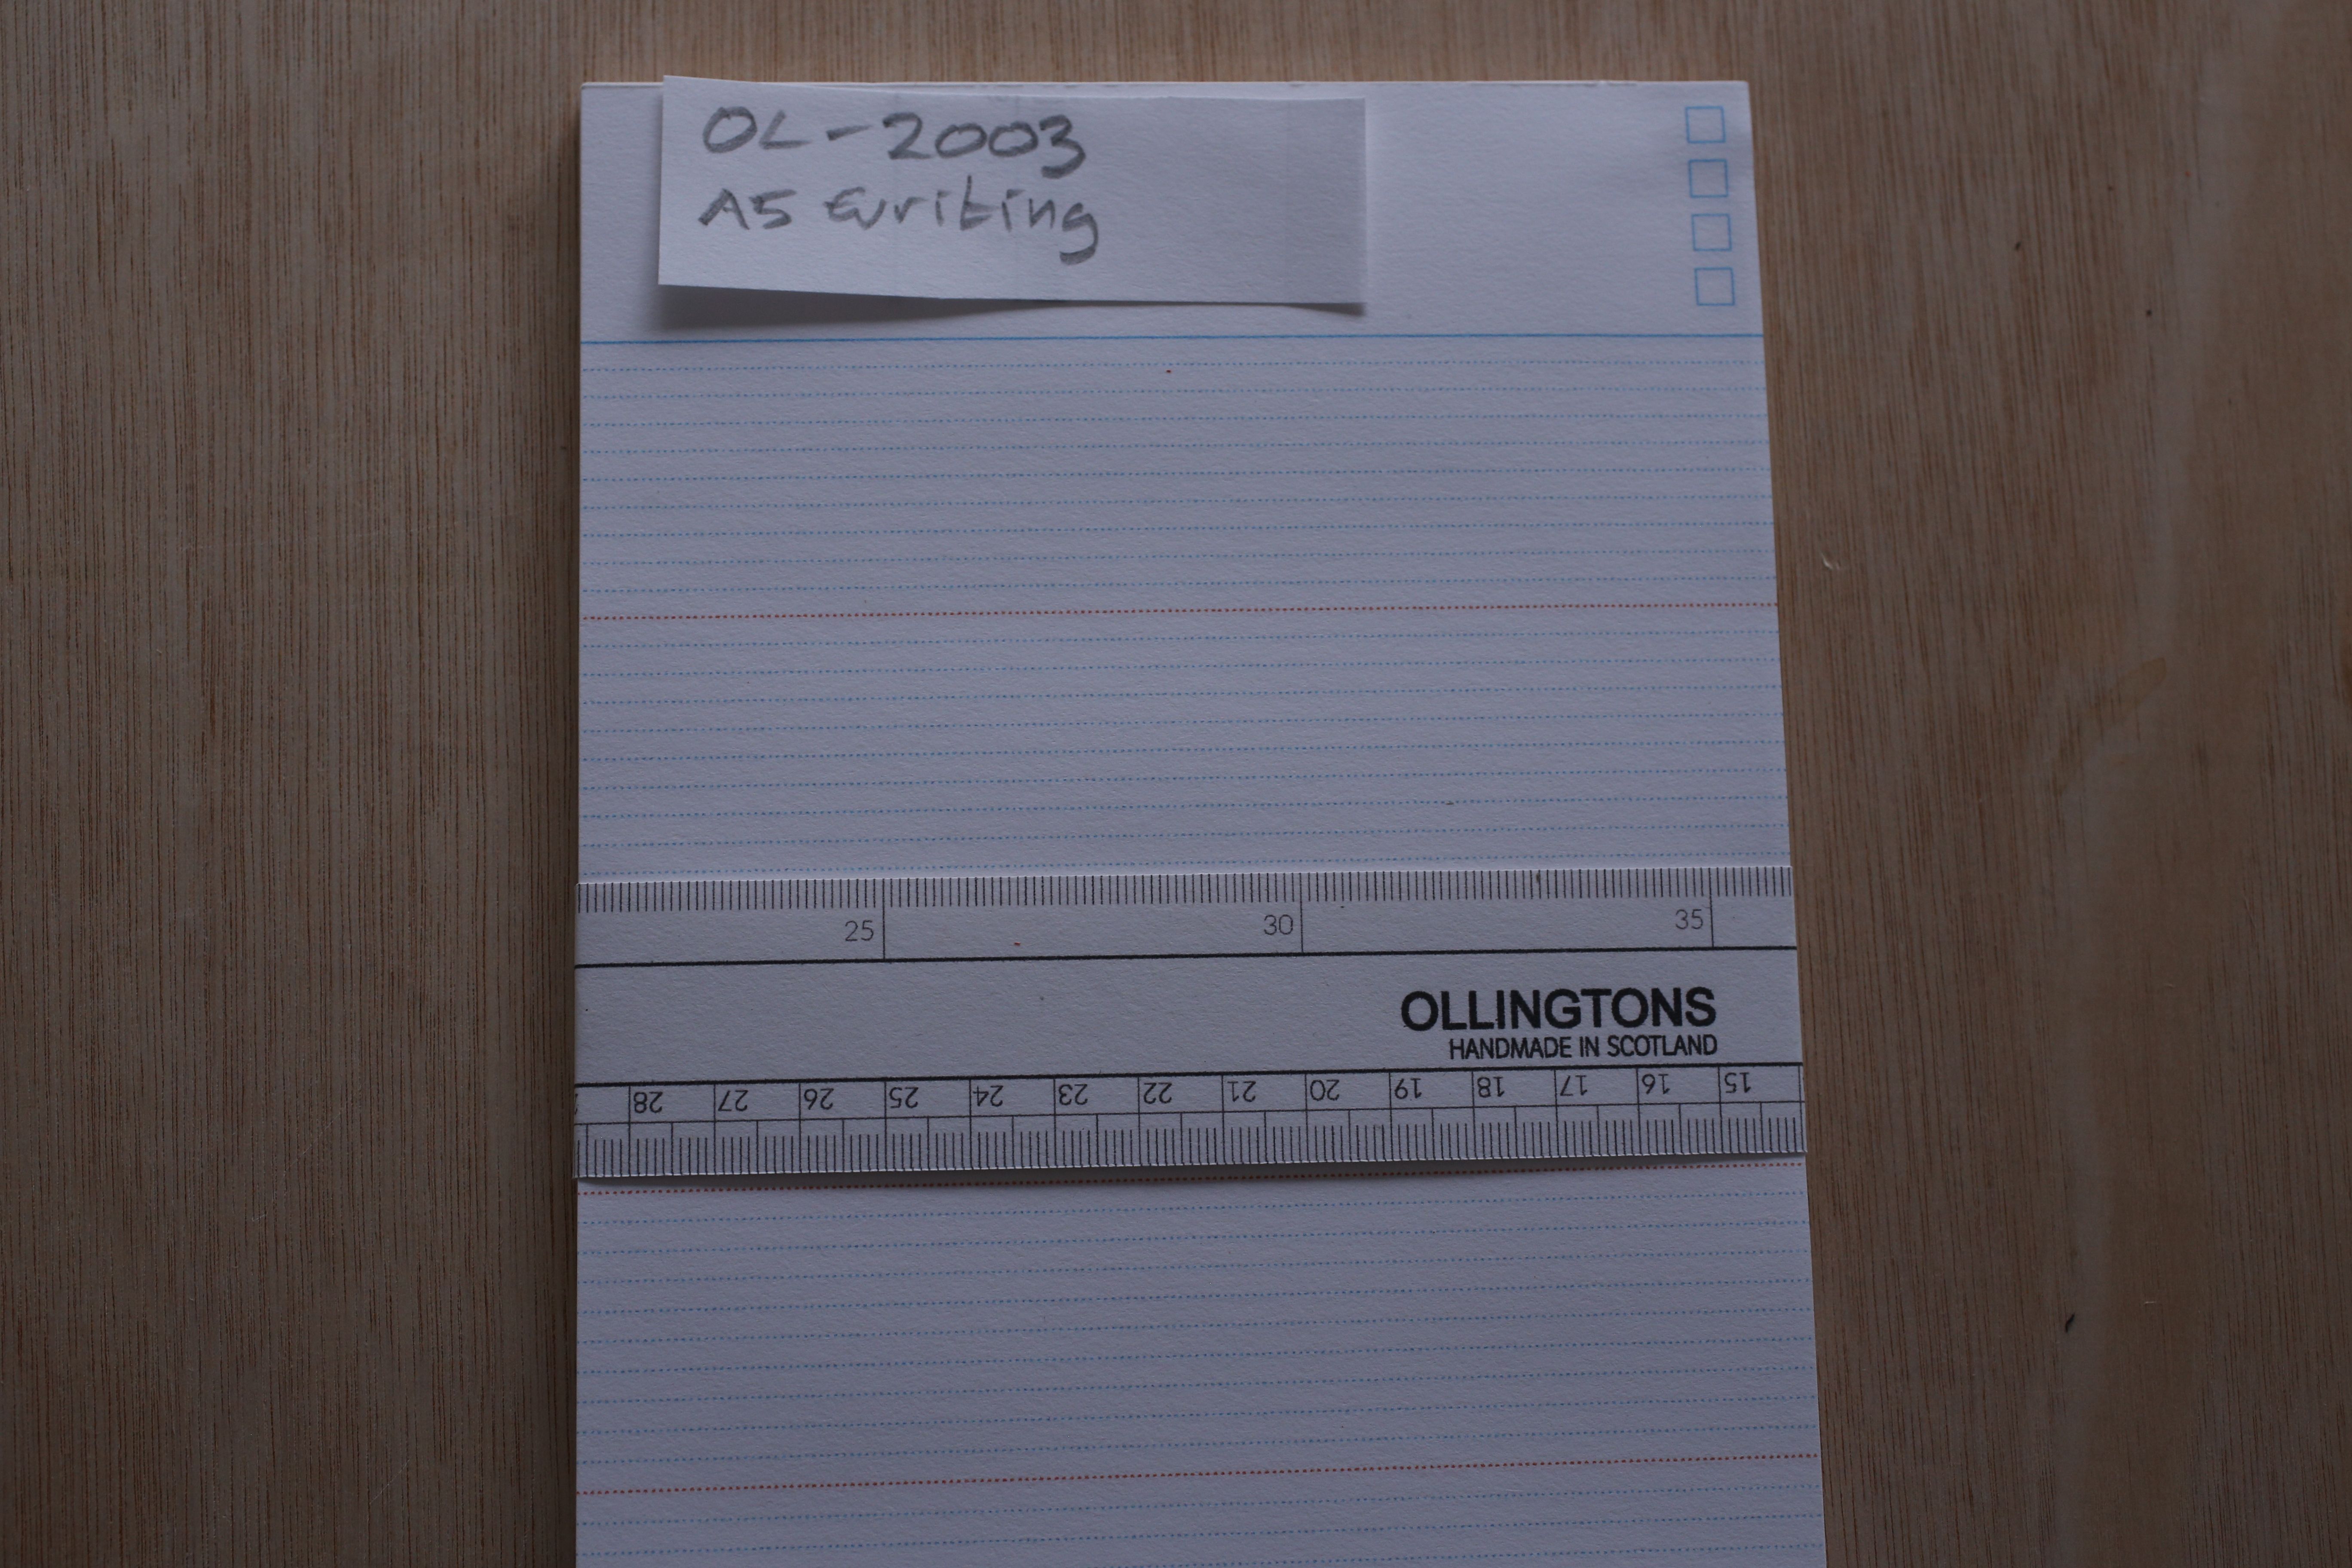 OL-2003
A5 Writing
25 30 35
OLLINGTONS
HANDMADE IN SCOTLAND
28 27 26 25 24 23 22 21 20 19 18 17 16 15